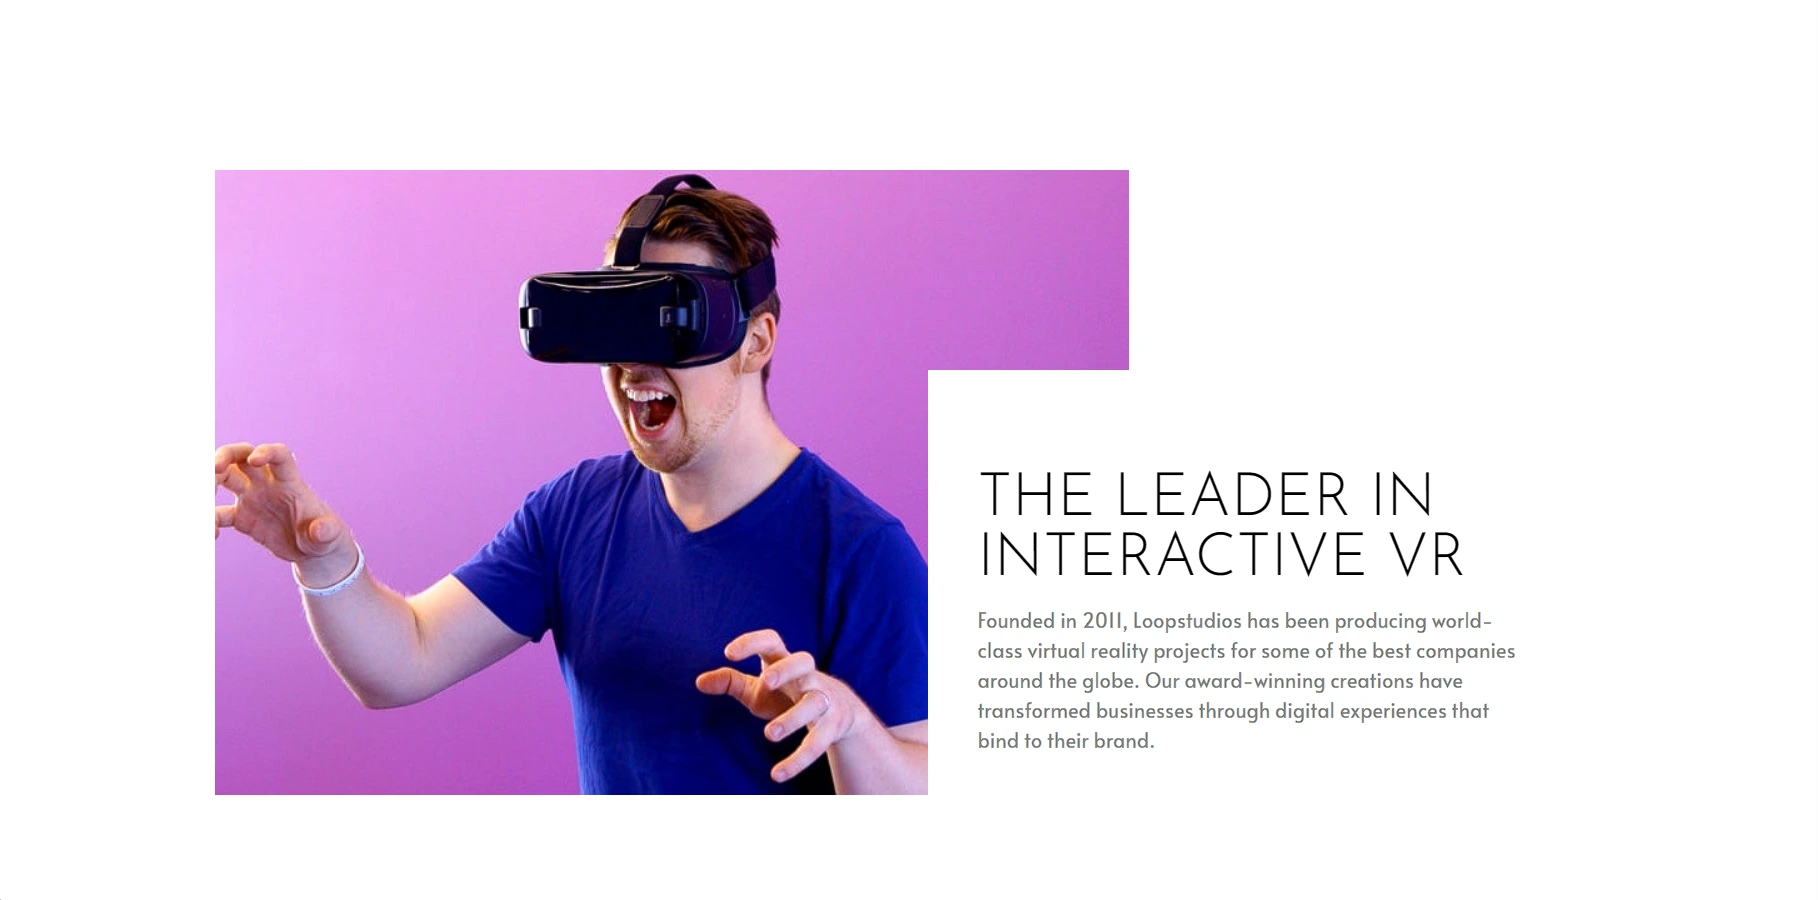 THE LEADER IN
INTERACTIVE VR
Founded in 2011, Loopstudios has been producing world-
class virtual reality projects for some of the best companies
around the globe. Our award-winning creations have
transformed businesses through digital experiences that
bind to their brand.